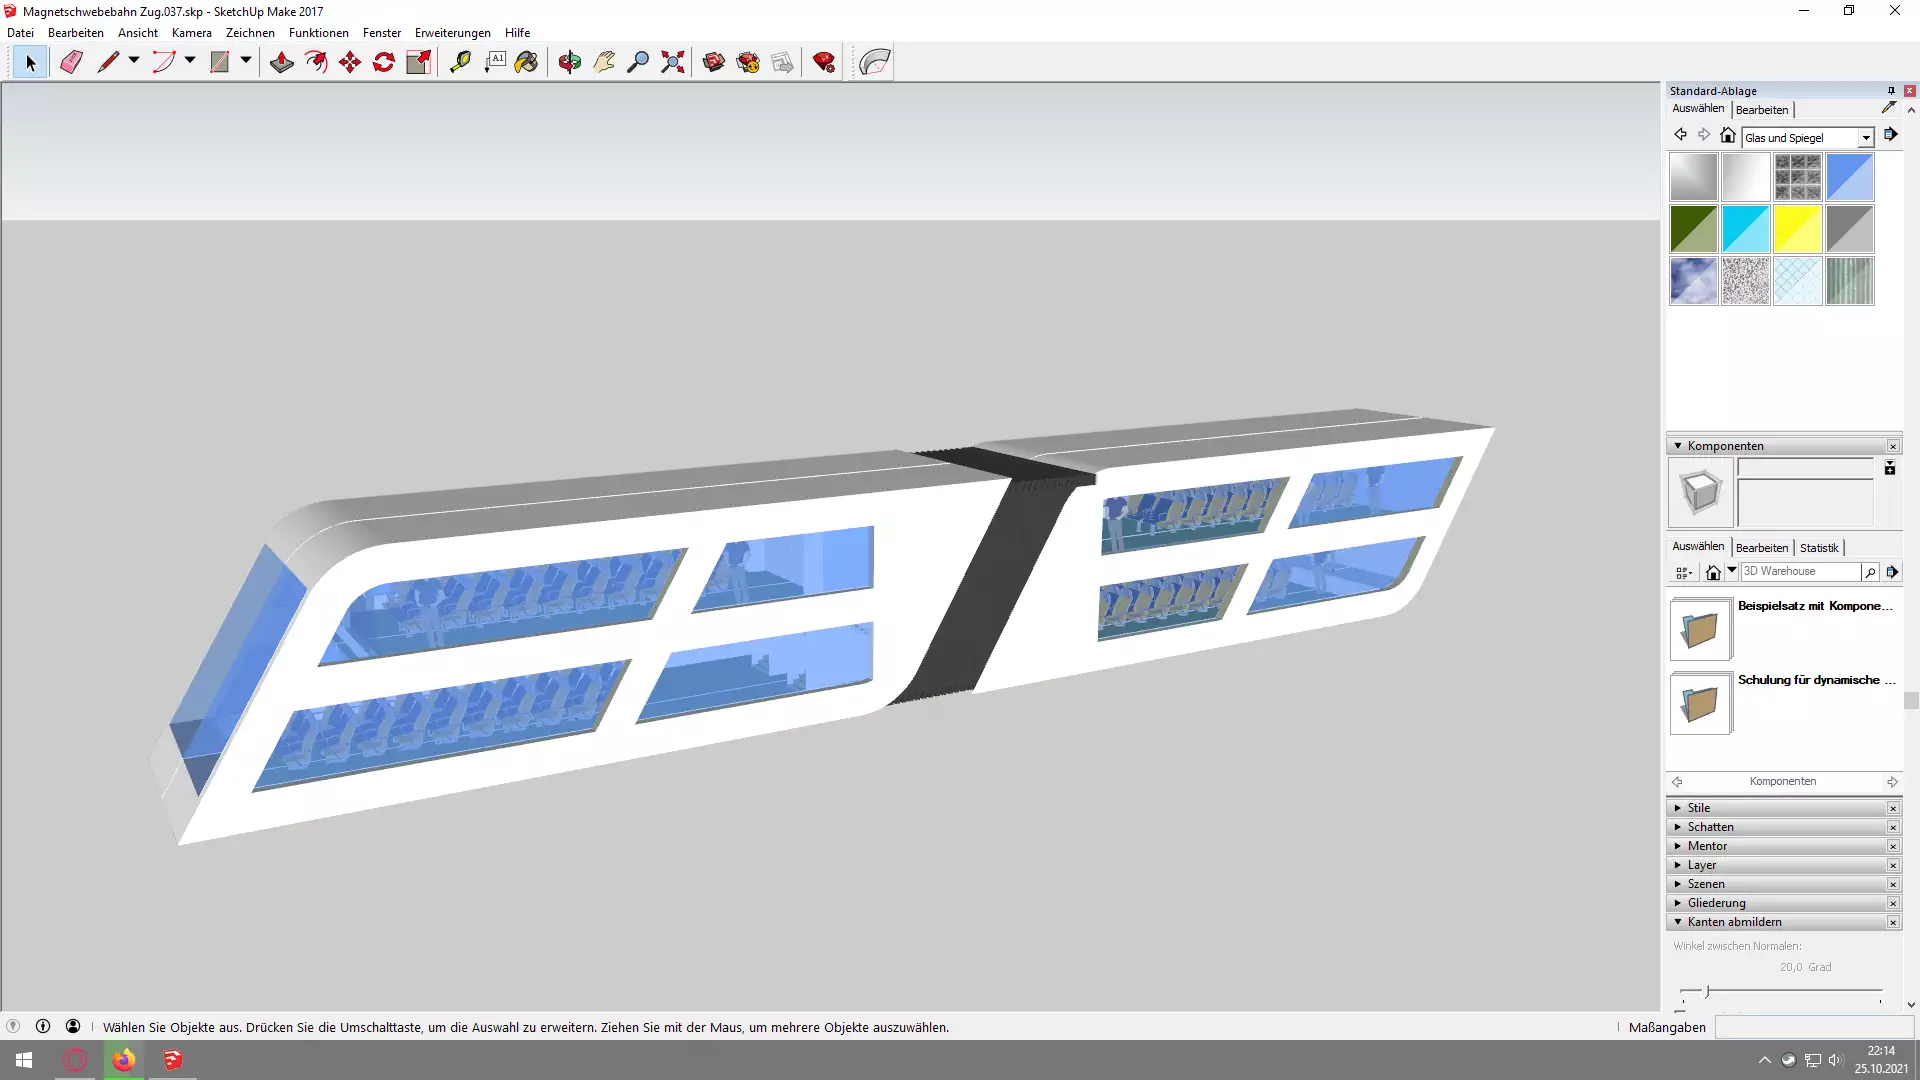 Magnetschwebebahn Zug.037.skp - SketchUp Make 2017
Datei Bearbeiten Ansicht Kamera Zeichnen Funktionen Fenster Erweiterungen Hilfe
A1
Standard-Ablage
Auswählen Bearbeiten
Glas und Spiegel
Komponenten
Auswählen Bearbeiten Statistik
3D Warehouse
Beispielsatz mit Kompone...
Schulung für dynamische ...
Komponenten
Stile
Schatten
Mentor
Layer
Szenen
Gliederung
Kanten abmildern
Winkel zwischen Normalen:
20,0 Grad
Wählen Sie Objekte aus. Drücken Sie die Umschalttaste, um die Auswahl zu erweitern. Ziehen Sie mit der Maus, um mehrere Objekte auszuwählen.
Maßangaben
22:14
25.10.2021